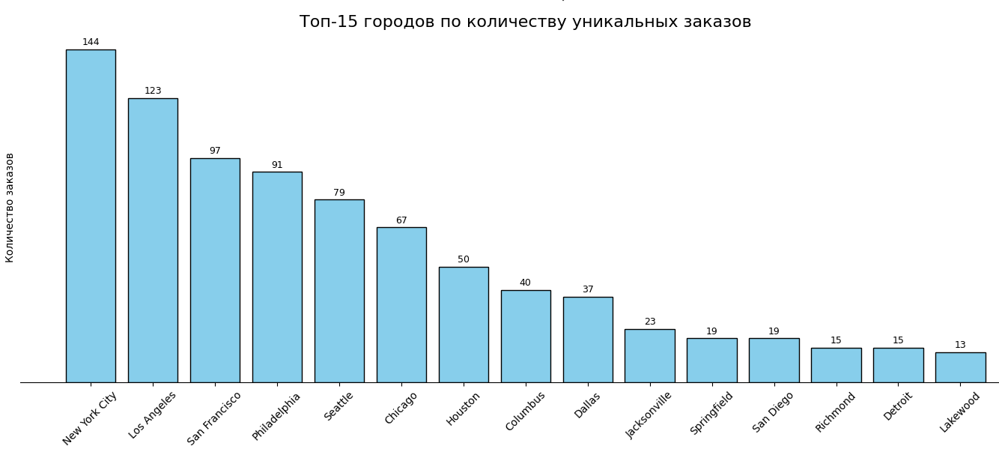 Топ-15 городов по количеству уникальных заказов
Количество заказов
144
123
97
91
79
67
50
40
37
23
19
19
15
15
13
New York City
Los Angeles
San Francisco
Philadelphia
Seattle
Chicago
Houston
Columbus
Dallas
Jacksonville
Springfield
San Diego
Richmond
Detroit
Lakewood